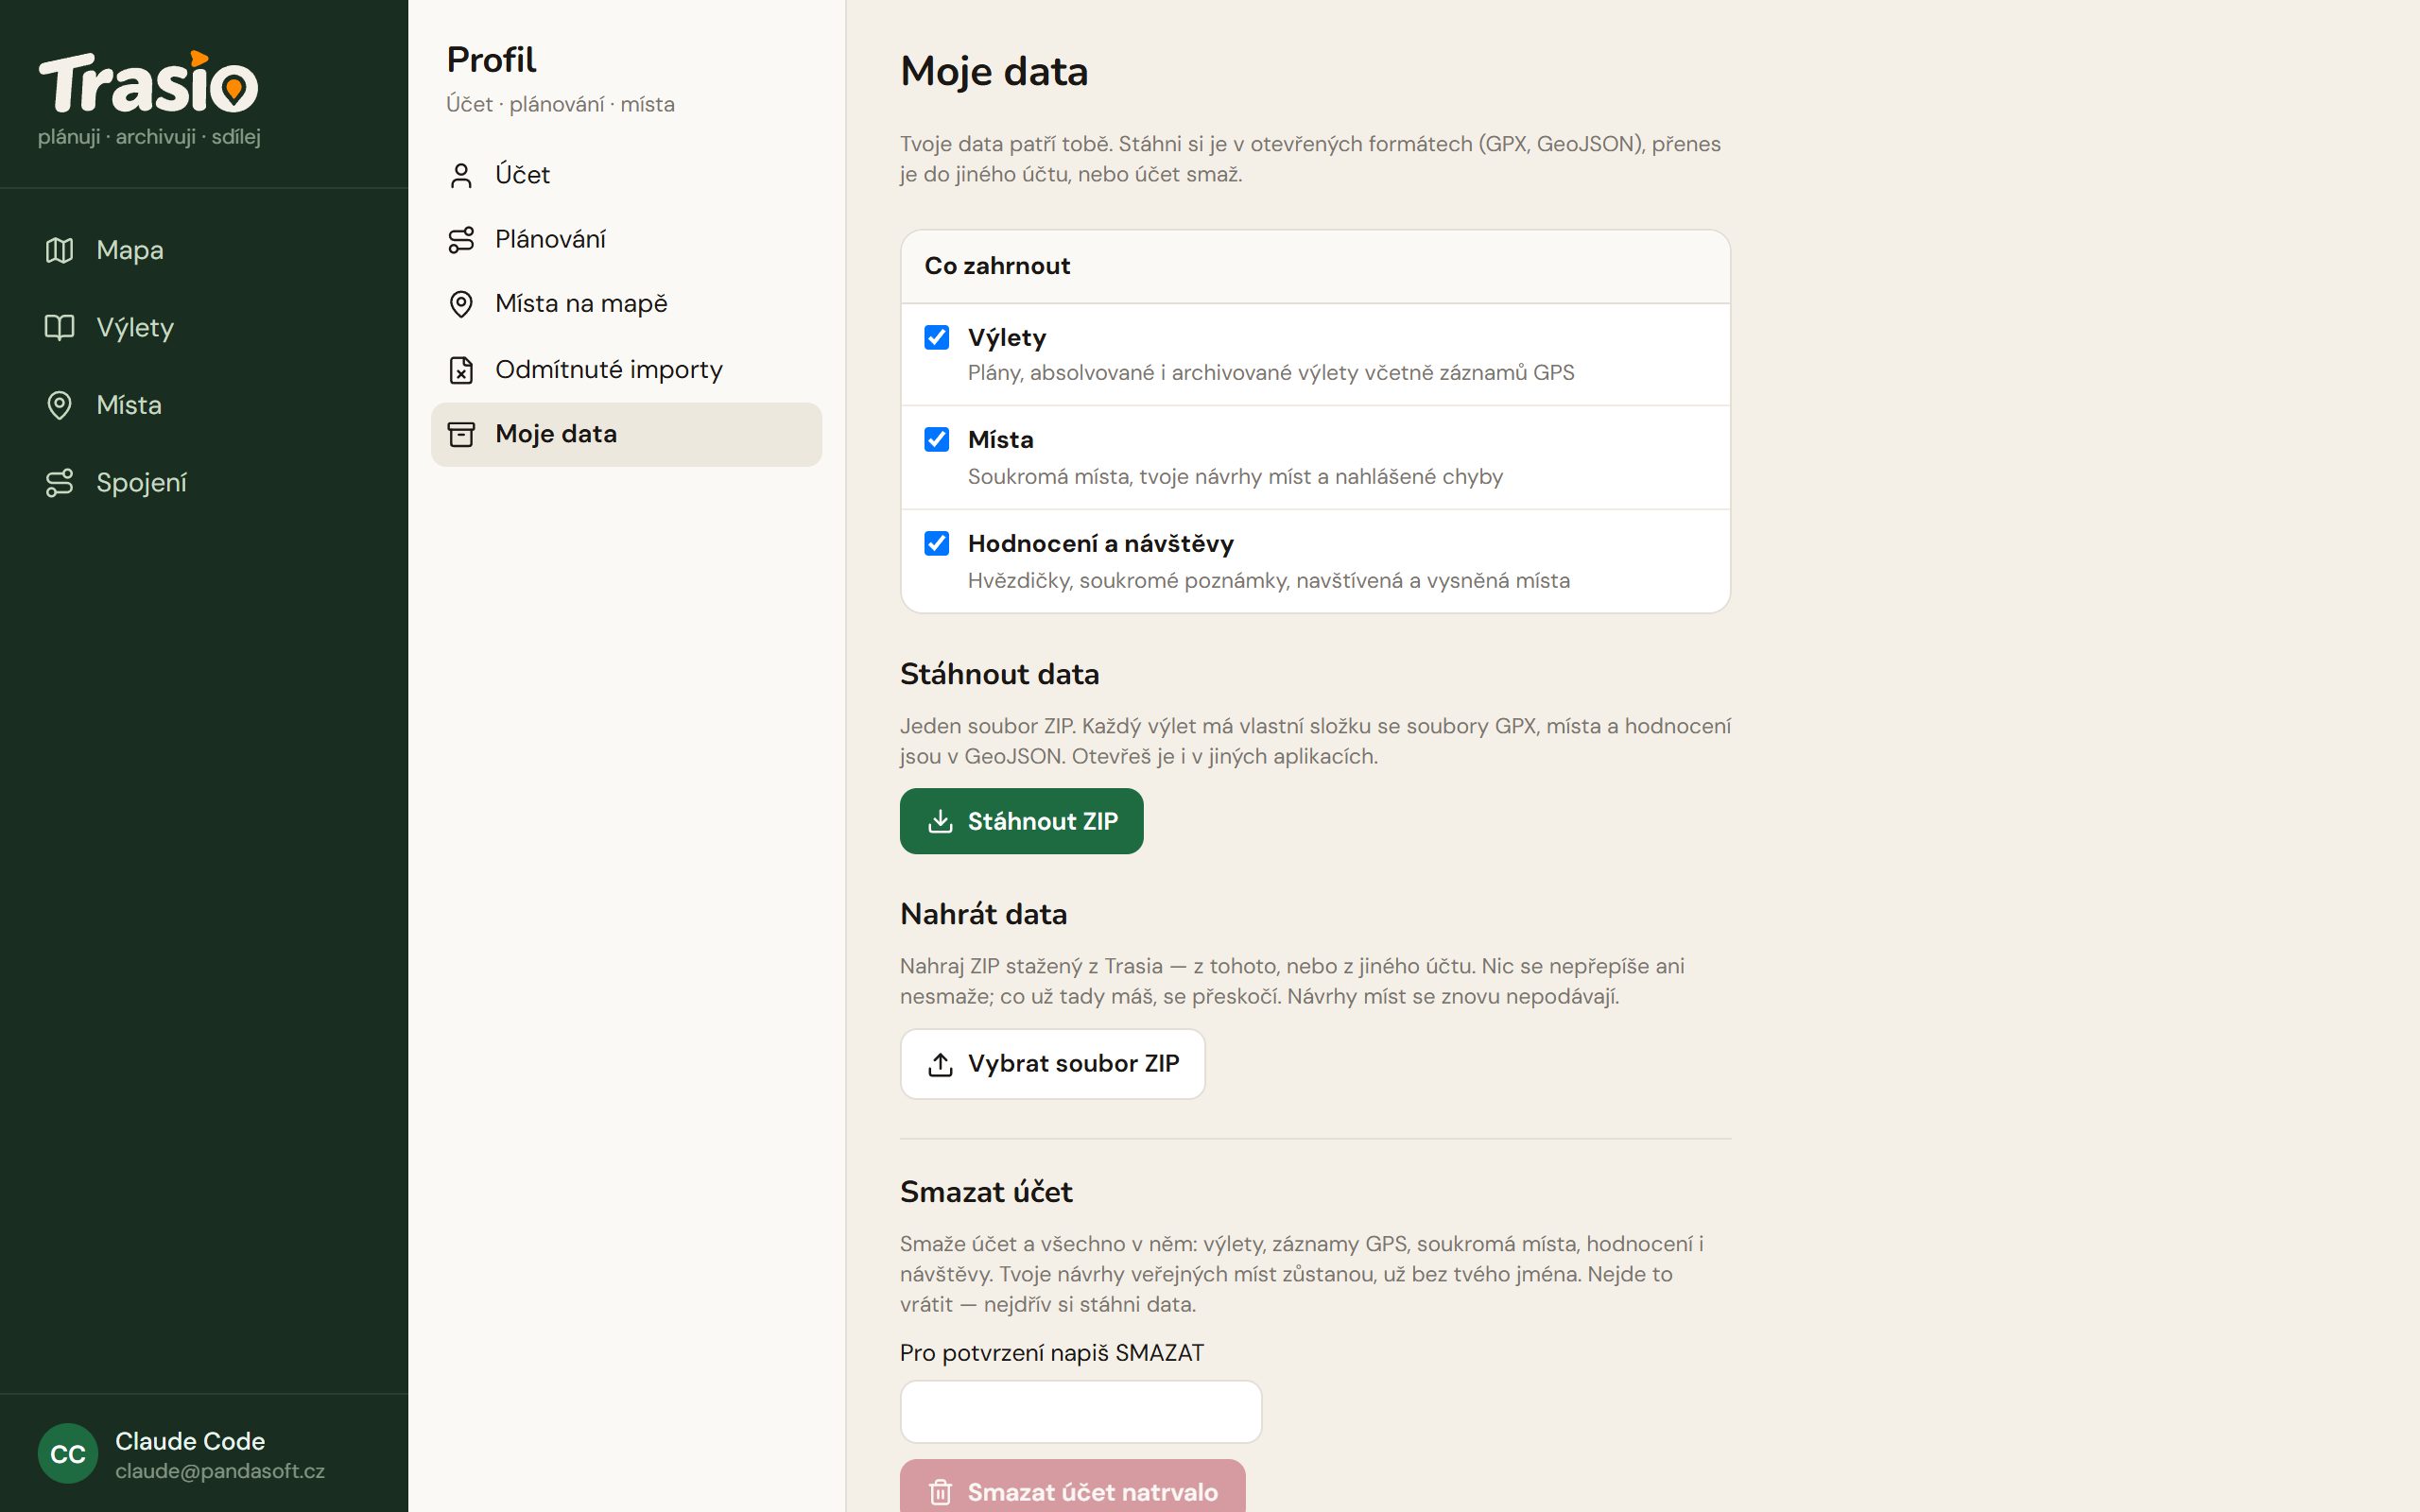 Trasio
plánuji · archivuji · sdílej
Mapa
Výlety
Místa
Spojení
CC
Claude Code
claude@pandasoft.cz
Profil
Účet · plánování · místa
Účet
Plánování
Místa na mapě
Odmítnuté importy
Moje data
Moje data
Tvoje data patří tobě. Stáhni si je v otevřených formátech (GPX, GeoJSON), přenes
je do jiného účtu, nebo účet smaž.
Co zahrnout
Výlety
Plány, absolvované i archivované výlety včetně záznamů GPS
Místa
Soukromá místa, tvoje návrhy míst a nahlášené chyby
Hodnocení a návštěvy
Hvězdičky, soukromé poznámky, navštívená a vysněná místa
Stáhnout data
Jeden soubor ZIP. Každý výlet má vlastní složku se soubory GPX, místa a hodnocení
jsou v GeoJSON. Otevřeš je i v jiných aplikacích.
Stáhnout ZIP
Nahrát data
Nahraj ZIP stažený z Trasia — z tohoto, nebo z jiného účtu. Nic se nepřepíše ani
nesmaže; co už tady máš, se přeskočí. Návrhy míst se znovu nepodávají.
Vybrat soubor ZIP
Smazat účet
Smaže účet a všechno v něm: výlety, záznamy GPS, soukromá místa, hodnocení i
návštěvy. Tvoje návrhy veřejných míst zůstanou, už bez tvého jména. Nejde to
vrátit — nejdřív si stáhni data.
Pro potvrzení napiš SMAZAT
Smazat účet natrvalo